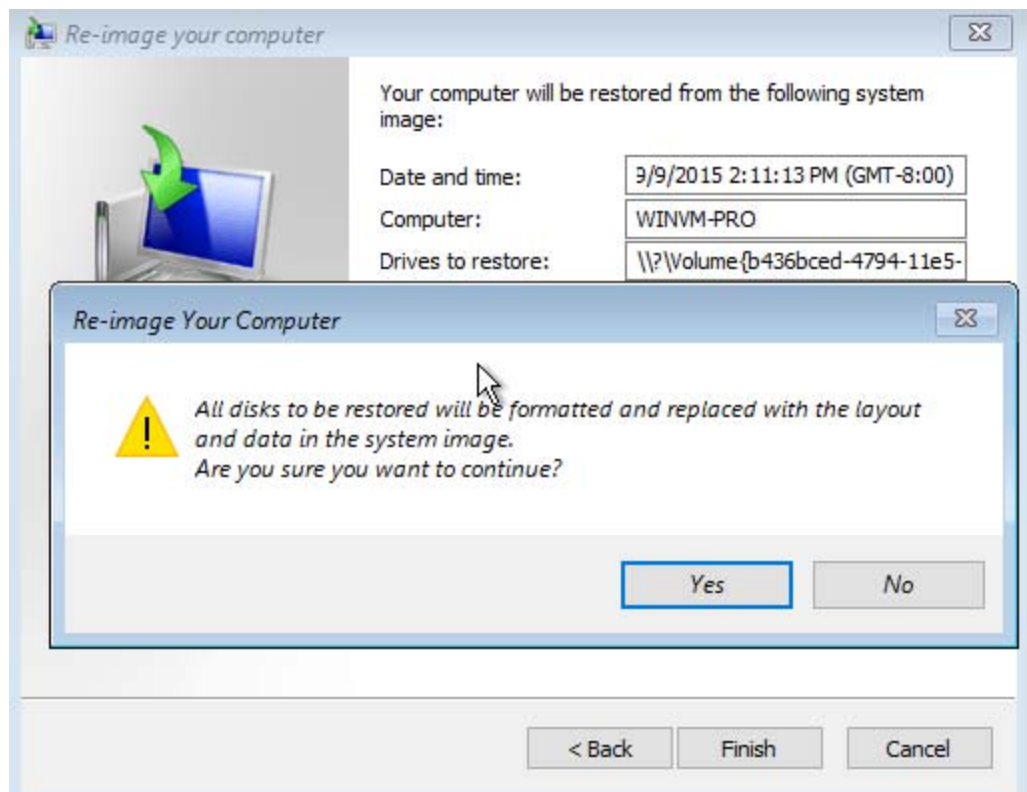 Re-image your computer
Your computer will be restored from the following system
image:
Date and time: 9/9/2015 2:11:13 PM (GMT-8:00)
Computer: WINVM-PRO
Drives to restore: \\?\Volume{b436bced-4794-11e5-
Re-image Your Computer
All disks to be restored will be formatted and replaced with the layout
and data in the system image.
Are you sure you want to continue?
Yes No
< Back Finish Cancel